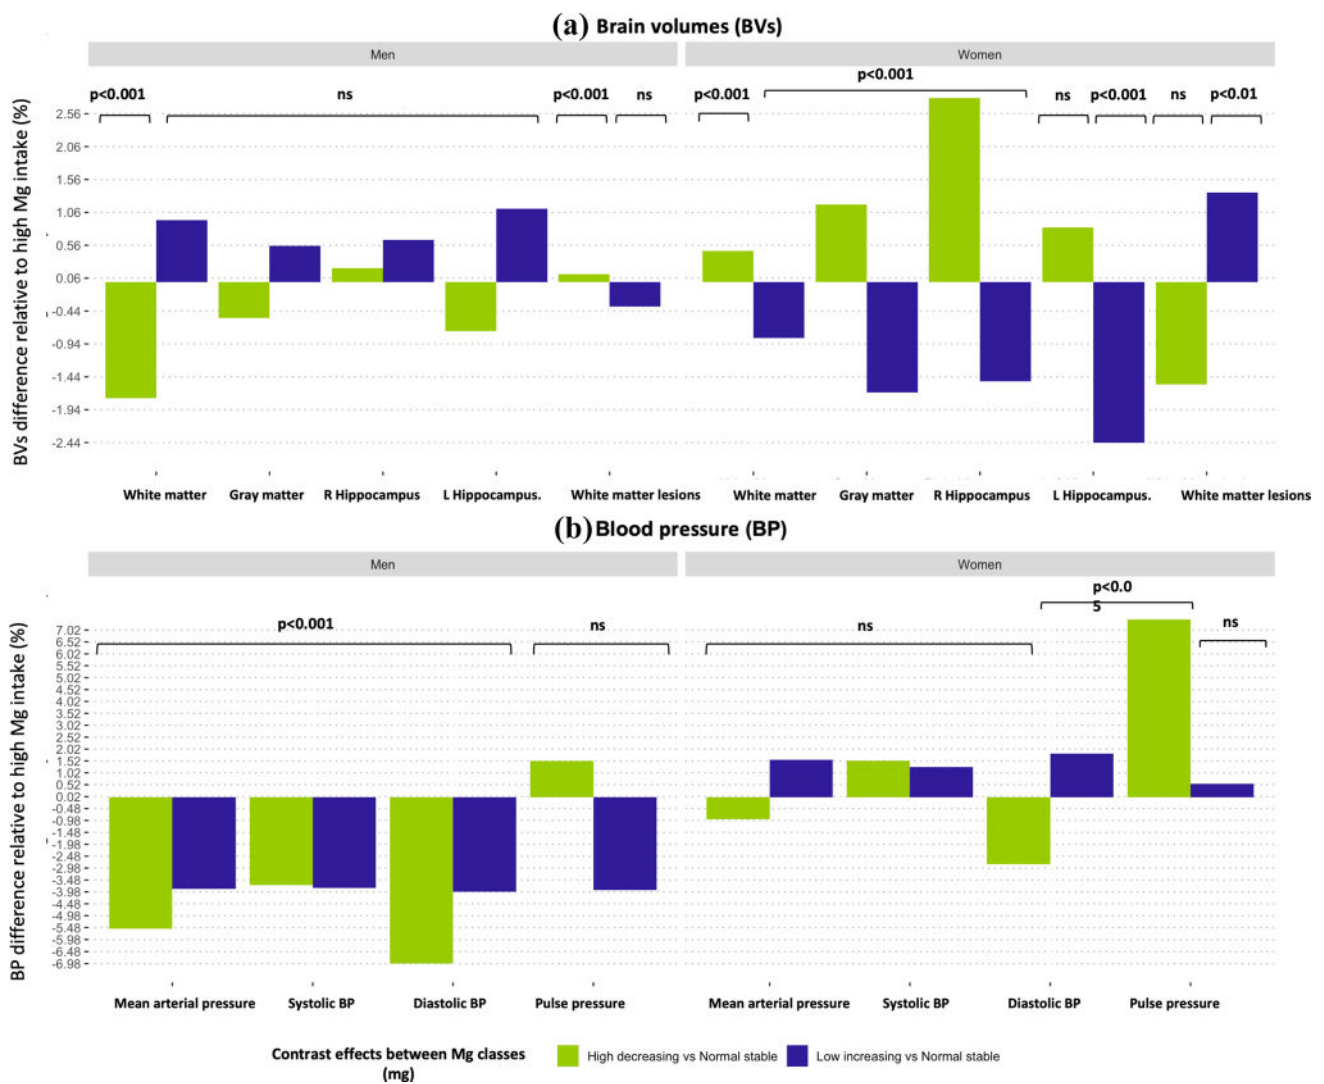 (a) Brain volumes (BVs)
Men
Women
p<0.001
ns
p<0.001
ns
p<0.001
p<0.001
ns
p<0.001
ns
p<0.01
BVs difference relative to high Mg intake (%)
2.56
2.06
1.56
1.06
0.56
0.06
-0.44
-0.94
-1.44
-1.94
-2.44
White matter
Gray matter
R Hippocampus
L Hippocampus.
White matter lesions
White matter
Gray matter
R Hippocampus
L Hippocampus.
White matter lesions
(b) Blood pressure (BP)
Men
Women
p<0.001
ns
ns
p<0.0
5
ns
BP difference relative to high Mg intake (%)
7.02
6.52
6.02
5.52
5.02
4.52
4.02
3.52
3.02
2.52
2.02
1.52
1.02
0.52
0.02
-0.48
-0.98
-1.48
-1.98
-2.48
-2.98
-3.48
-3.98
-4.48
-4.98
-5.48
-5.98
-6.48
-6.98
Mean arterial pressure
Systolic BP
Diastolic BP
Pulse pressure
Mean arterial pressure
Systolic BP
Diastolic BP
Pulse pressure
Contrast effects between Mg classes
(mg)
High decreasing vs Normal stable
Low increasing vs Normal stable